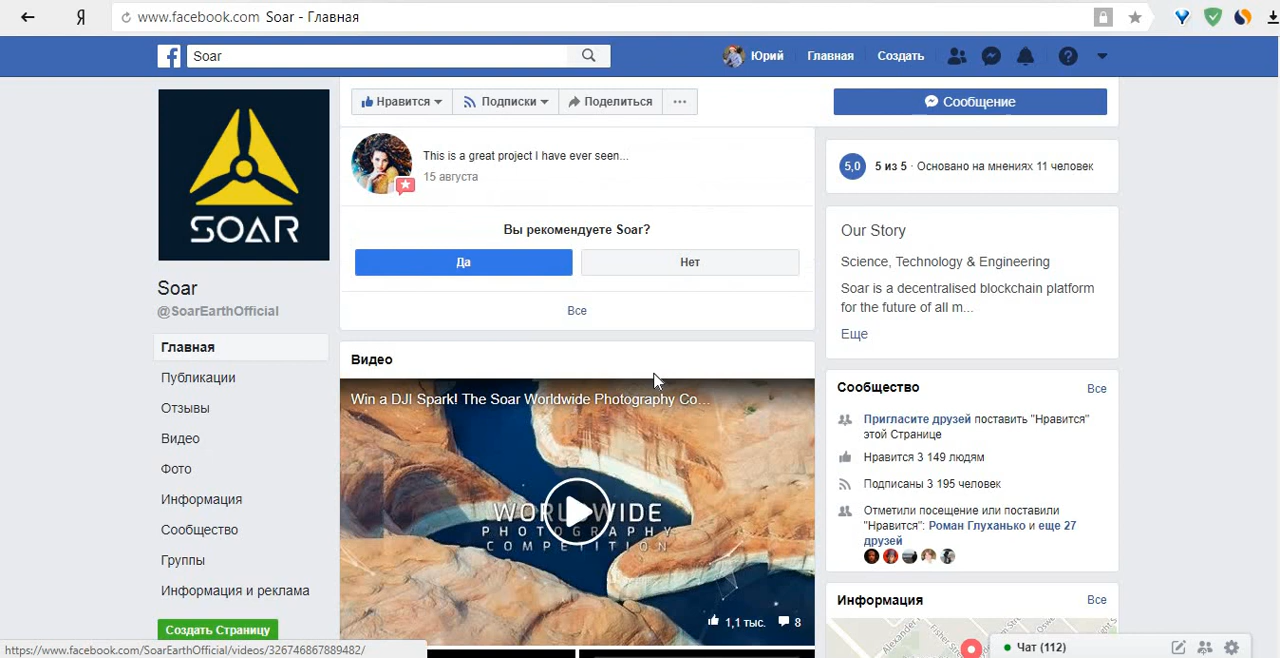 Я www.facebook.com Soar - Главная
Soar
Юрий Главная Создать
SOAR
Soar
@SoarEarthOfficial
Главная
Публикации
Отзывы
Видео
Фото
Информация
Сообщество
Группы
Информация и реклама
Создать Страницу
Нравится Подписки Поделиться
This is a great project I have ever seen...
15 августа
Вы рекомендуете Soar?
Да Нет
Все
Видео
Win a DJI Spark! The Soar Worldwide Photography Co...
WORLDWIDE
PHOTOGRAPHY
COMPETITION
1,1 тыс. 8
Сообщение
5,0 5 из 5 · Основано на мнениях 11 человек
Our Story
Science, Technology & Engineering
Soar is a decentralised blockchain platform
for the future of all m...
Еще
Сообщество Все
Пригласите друзей поставить "Нравится"
этой Странице
Нравится 3 149 людям
Подписаны 3 195 человек
Отметили посещение или поставили
"Нравится": Роман Глуханько и еще 27
друзей
Информация Все
Чат (112)
https://www.facebook.com/SoarEarthOfficial/videos/326746867889482/